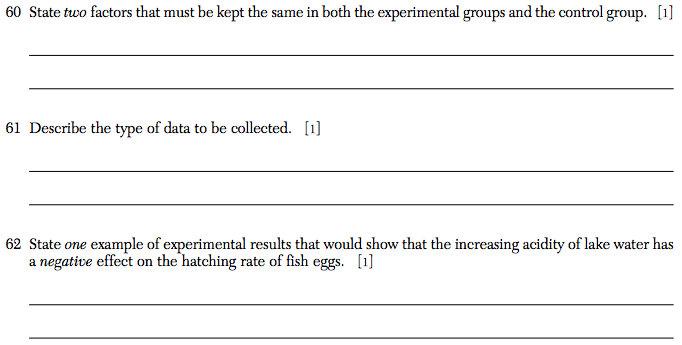 60 State two factors that must be kept the same in both the experimental groups and the control group. [1]
61 Describe the type of data to be collected. [1]
62 State one example of experimental results that would show that the increasing acidity of lake water has
a negative effect on the hatching rate of fish eggs. [1]